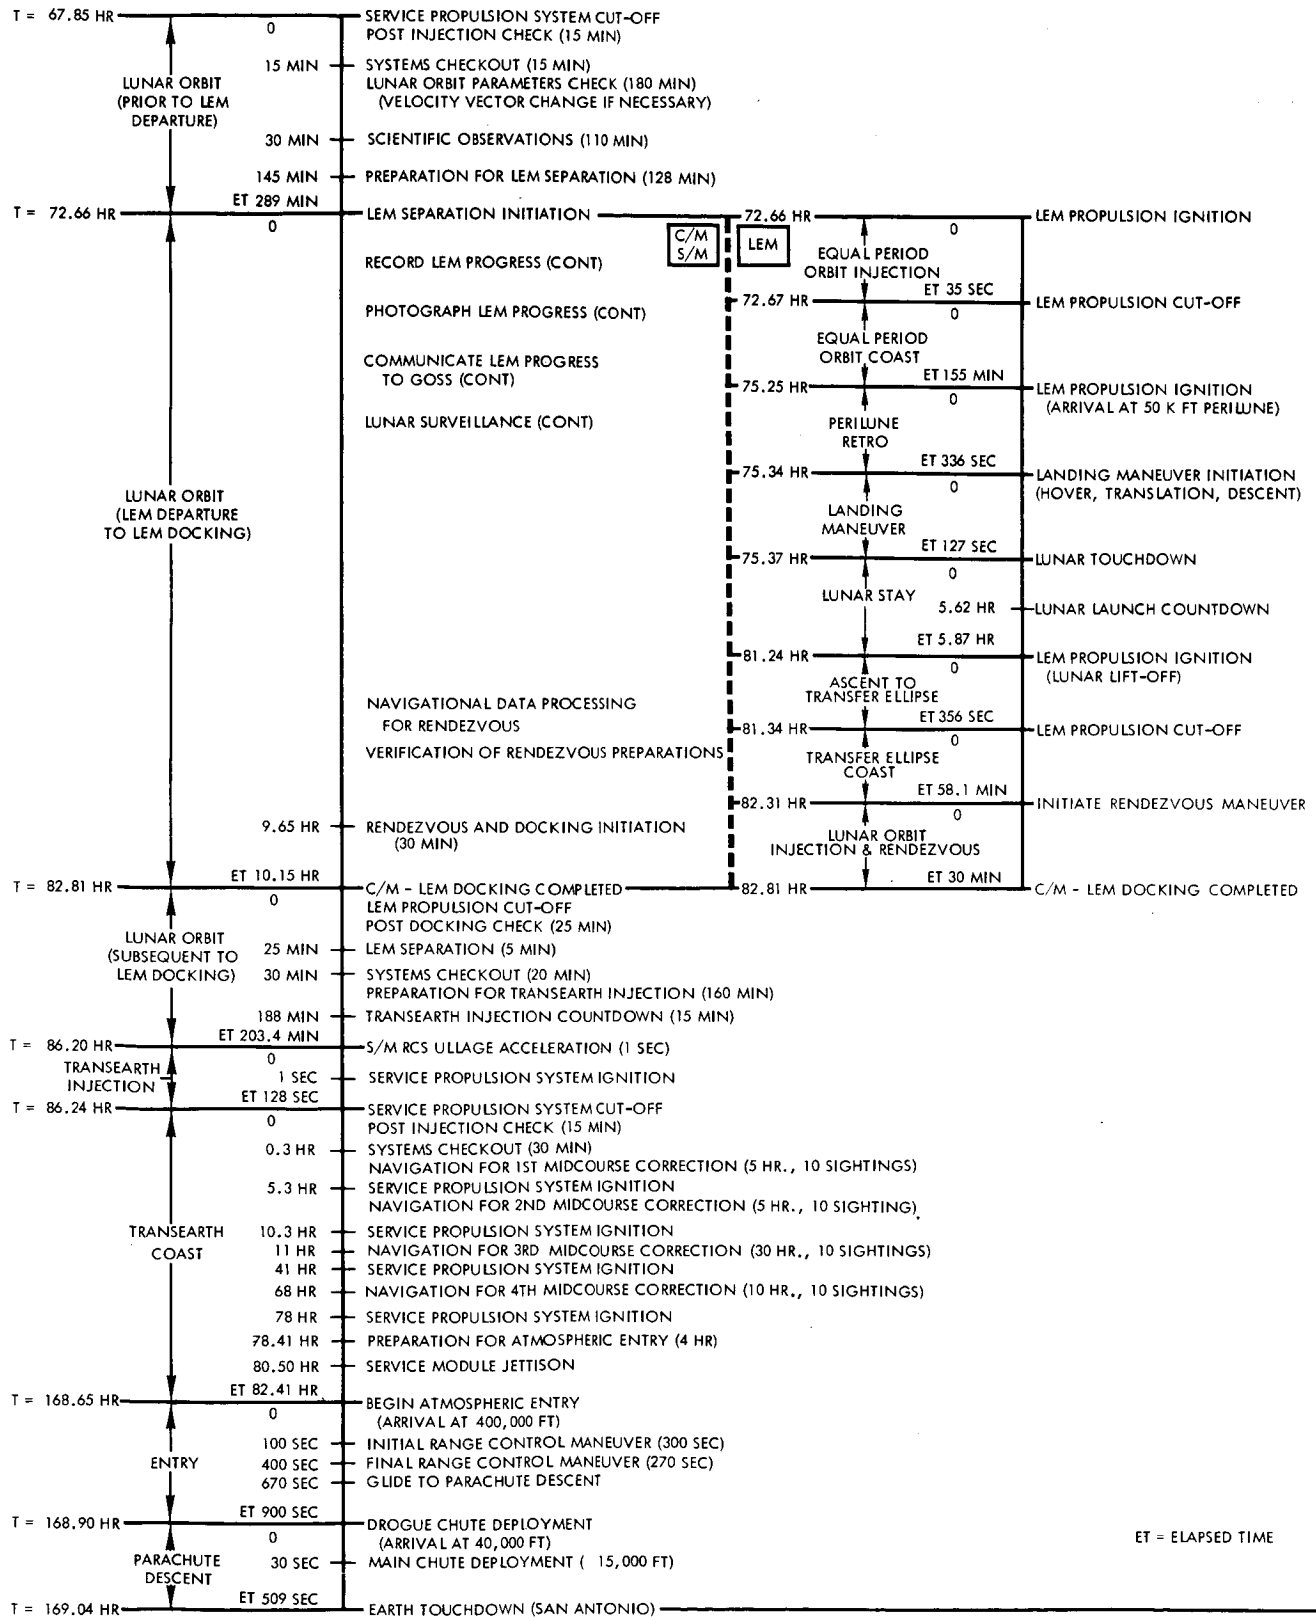 T = 67.85 HR
0
SERVICE PROPULSION SYSTEM CUT-OFF
POST INJECTION CHECK (15 MIN)
LUNAR ORBIT
(PRIOR TO LEM
DEPARTURE)
15 MIN
SYSTEMS CHECKOUT (15 MIN)
LUNAR ORBIT PARAMETERS CHECK (180 MIN)
(VELOCITY VECTOR CHANGE IF NECESSARY)
30 MIN
SCIENTIFIC OBSERVATIONS (110 MIN)
145 MIN
PREPARATION FOR LEM SEPARATION (128 MIN)
ET 289 MIN
T = 72.66 HR
0
LEM SEPARATION INITIATION
C/M
S/M
RECORD LEM PROGRESS (CONT)
PHOTOGRAPH LEM PROGRESS (CONT)
COMMUNICATE LEM PROGRESS
TO GOSS (CONT)
LUNAR SURVEILLANCE (CONT)
LUNAR ORBIT
(LEM DEPARTURE
TO LEM DOCKING)
NAVIGATIONAL DATA PROCESSING
FOR RENDEZVOUS
VERIFICATION OF RENDEZVOUS PREPARATIONS
9.65 HR
RENDEZVOUS AND DOCKING INITIATION
(30 MIN)
72.66 HR
LEM
0
LEM PROPULSION IGNITION
EQUAL PERIOD
ORBIT INJECTION
ET 35 SEC
72.67 HR
0
LEM PROPULSION CUT-OFF
EQUAL PERIOD
ORBIT COAST
ET 155 MIN
75.25 HR
0
LEM PROPULSION IGNITION
(ARRIVAL AT 50 K FT PERILUNE)
PERILUNE
RETRO
ET 336 SEC
75.34 HR
0
LANDING MANEUVER INITIATION
(HOVER, TRANSLATION, DESCENT)
LANDING
MANEUVER
ET 127 SEC
75.37 HR
0
LUNAR TOUCHDOWN
LUNAR STAY
5.62 HR
LUNAR LAUNCH COUNTDOWN
ET 5.87 HR
81.24 HR
0
LEM PROPULSION IGNITION
(LUNAR LIFT-OFF)
ASCENT TO
TRANSFER ELLIPSE
ET 356 SEC
81.34 HR
0
LEM PROPULSION CUT-OFF
TRANSFER ELLIPSE
COAST
ET 58.1 MIN
82.31 HR
0
INITIATE RENDEZVOUS MANEUVER
LUNAR ORBIT
INJECTION & RENDEZVOUS
ET 30 MIN
82.81 HR
C/M - LEM DOCKING COMPLETED
ET 10.15 HR
T = 82.81 HR
0
C/M - LEM DOCKING COMPLETED
LEM PROPULSION CUT-OFF
POST DOCKING CHECK (25 MIN)
LUNAR ORBIT
(SUBSEQUENT TO
LEM DOCKING)
25 MIN
LEM SEPARATION (5 MIN)
30 MIN
SYSTEMS CHECKOUT (20 MIN)
PREPARATION FOR TRANSEARTH INJECTION (160 MIN)
188 MIN
TRANSEARTH INJECTION COUNTDOWN (15 MIN)
ET 203.4 MIN
T = 86.20 HR
0
S/M RCS ULLAGE ACCELERATION (1 SEC)
TRANSEARTH
INJECTION
1 SEC
SERVICE PROPULSION SYSTEM IGNITION
ET 128 SEC
T = 86.24 HR
0
SERVICE PROPULSION SYSTEM CUT-OFF
POST INJECTION CHECK (15 MIN)
0.3 HR
SYSTEMS CHECKOUT (30 MIN)
NAVIGATION FOR 1ST MIDCOURSE CORRECTION (5 HR., 10 SIGHTINGS)
5.3 HR
SERVICE PROPULSION SYSTEM IGNITION
NAVIGATION FOR 2ND MIDCOURSE CORRECTION (5 HR., 10 SIGHTING)
TRANSEARTH
COAST
10.3 HR
SERVICE PROPULSION SYSTEM IGNITION
11 HR
NAVIGATION FOR 3RD MIDCOURSE CORRECTION (30 HR., 10 SIGHTINGS)
41 HR
SERVICE PROPULSION SYSTEM IGNITION
68 HR
NAVIGATION FOR 4TH MIDCOURSE CORRECTION (10 HR., 10 SIGHTINGS)
78 HR
SERVICE PROPULSION SYSTEM IGNITION
78.41 HR
PREPARATION FOR ATMOSPHERIC ENTRY (4 HR)
80.50 HR
SERVICE MODULE JETTISON
ET 82.41 HR
T = 168.65 HR
0
BEGIN ATMOSPHERIC ENTRY
(ARRIVAL AT 400,000 FT)
ENTRY
100 SEC
INITIAL RANGE CONTROL MANEUVER (300 SEC)
400 SEC
FINAL RANGE CONTROL MANEUVER (270 SEC)
670 SEC
GLIDE TO PARACHUTE DESCENT
ET 900 SEC
T = 168.90 HR
0
DROGUE CHUTE DEPLOYMENT
(ARRIVAL AT 40,000 FT)
PARACHUTE
DESCENT
30 SEC
MAIN CHUTE DEPLOYMENT ( 15,000 FT)
ET 509 SEC
T = 169.04 HR
EARTH TOUCHDOWN (SAN ANTONIO)
ET = ELAPSED TIME